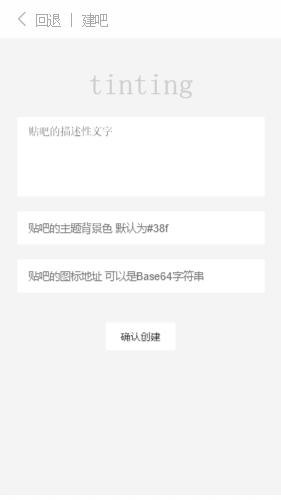 回退 | 建吧
tinting
贴吧的描述性文字
贴吧的主题背景色 默认为#38f
贴吧的图标地址 可以是Base64字符串
确认创建